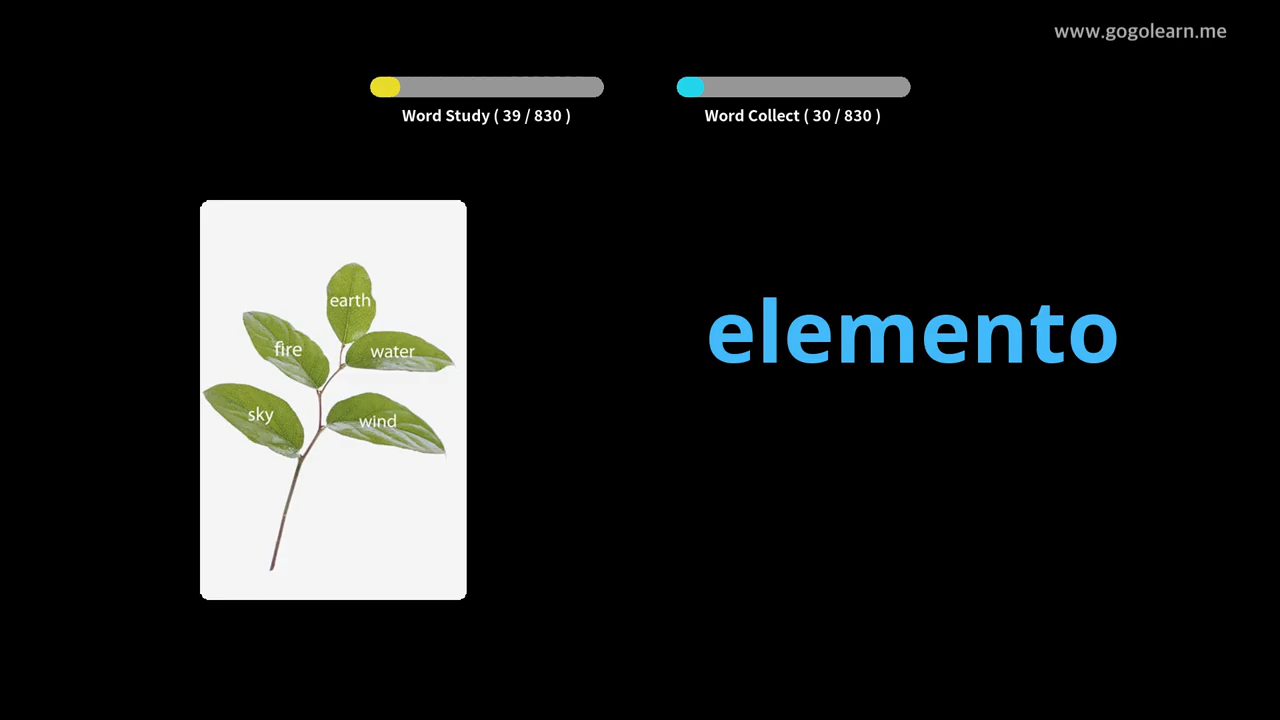 www.gogolearn.me
Word Study ( 39 / 830 )
Word Collect ( 30 / 830 )
earth
fire
water
sky
wind
elemento